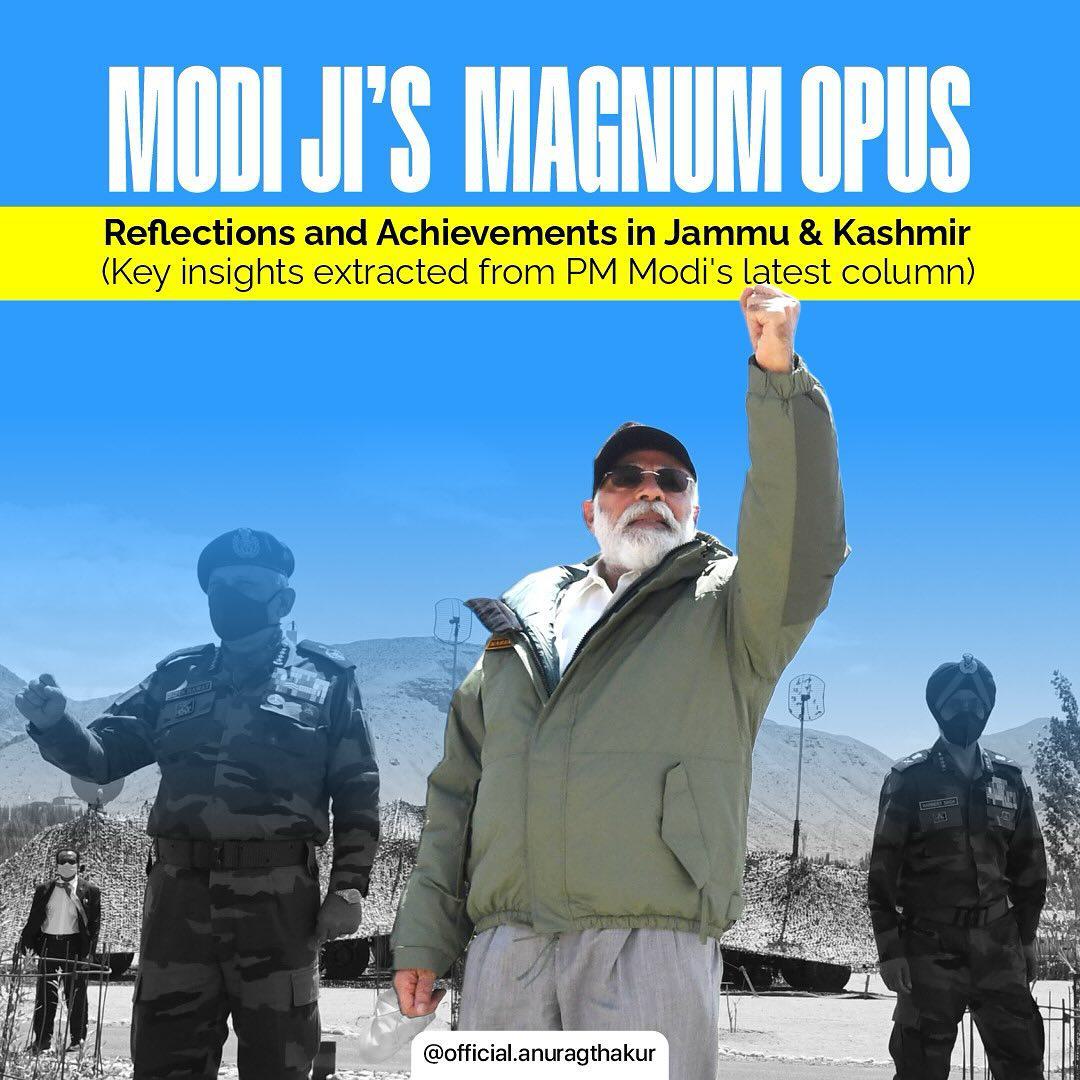 MODI JI'S MAGNUM OPUS
Reflections and Achievements in Jammu & Kashmir
(Key insights extracted from PM Modi's latest column)
@official.anuragthakur